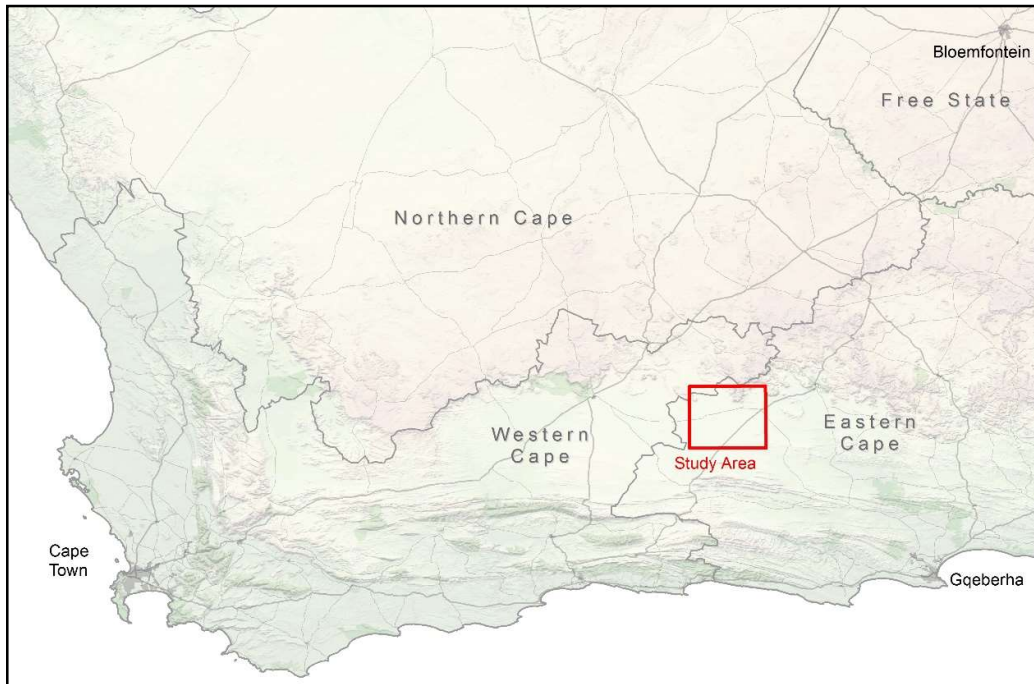 Bloemfontein
Free State
Northern Cape
Western
Cape
Eastern
Cape
Study Area
Cape
Town
Gqeberha